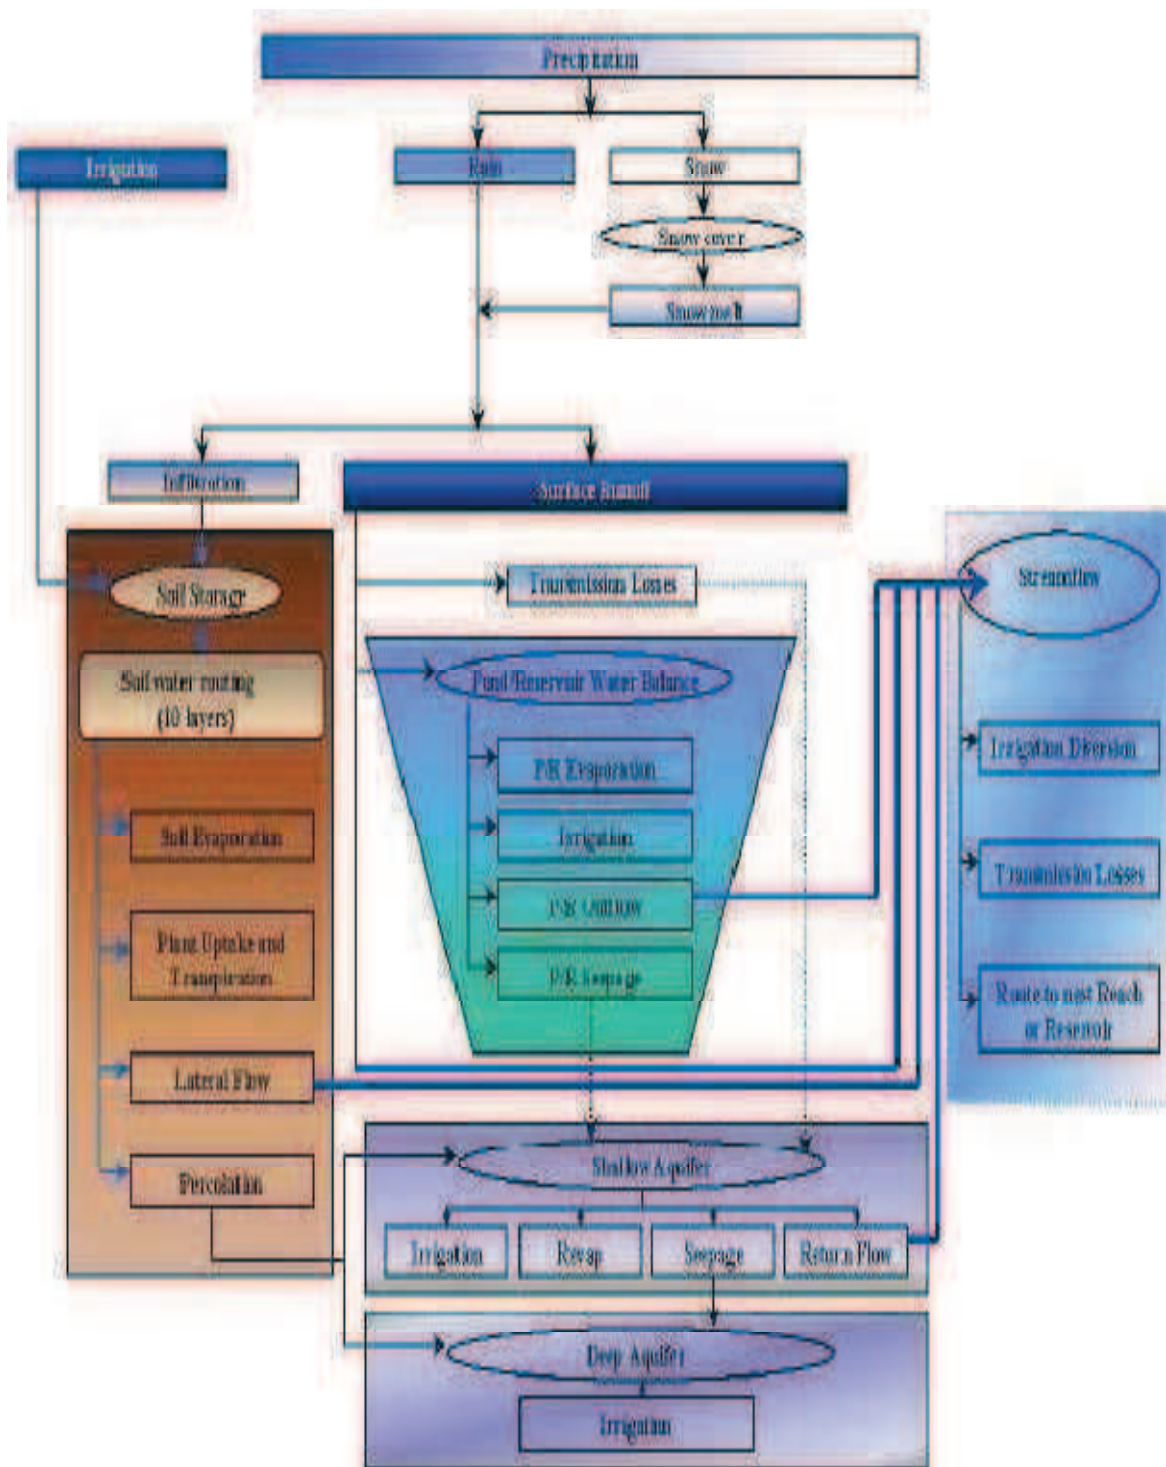 Precipitation
Irrigation
Rain
Snow
Snow cover
Snow melt
Infiltration
Surface Runoff
Soil Storage
Transmission Losses
Streamflow
Soil water routing
(10 layers)
Pond/Reservoir Water Balance
Irrigation Diversion
P/R Evaporation
Soil Evaporation
Irrigation
Transmission Losses
P/R Outflow
Plant Uptake and
Transpiration
P/R Seepage
Route to next Reach
or Reservoir
Lateral Flow
Shallow Aquifer
Percolation
Irrigation
Revap
Seepage
Return Flow
Deep Aquifer
Irrigation